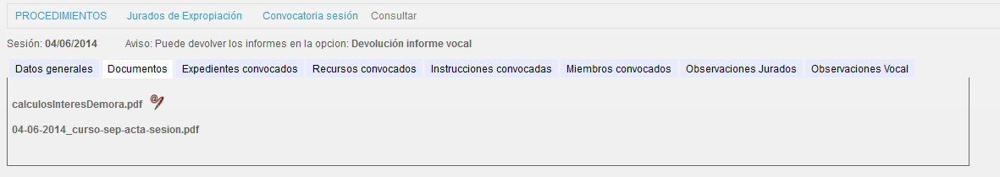 PROCEDIMIENTOS Jurados de Expropiación Convocatoria sesión Consultar
Sesión: 04/06/2014 Aviso: Puede devolver los informes en la opcion: Devolución informe vocal
Datos generales Documentos Expedientes convocados Recursos convocados Instrucciones convocadas Miembros convocados Observaciones Jurados Observaciones Vocal
calculosInteresDemora.pdf
04-06-2014_curso-sep-acta-sesion.pdf